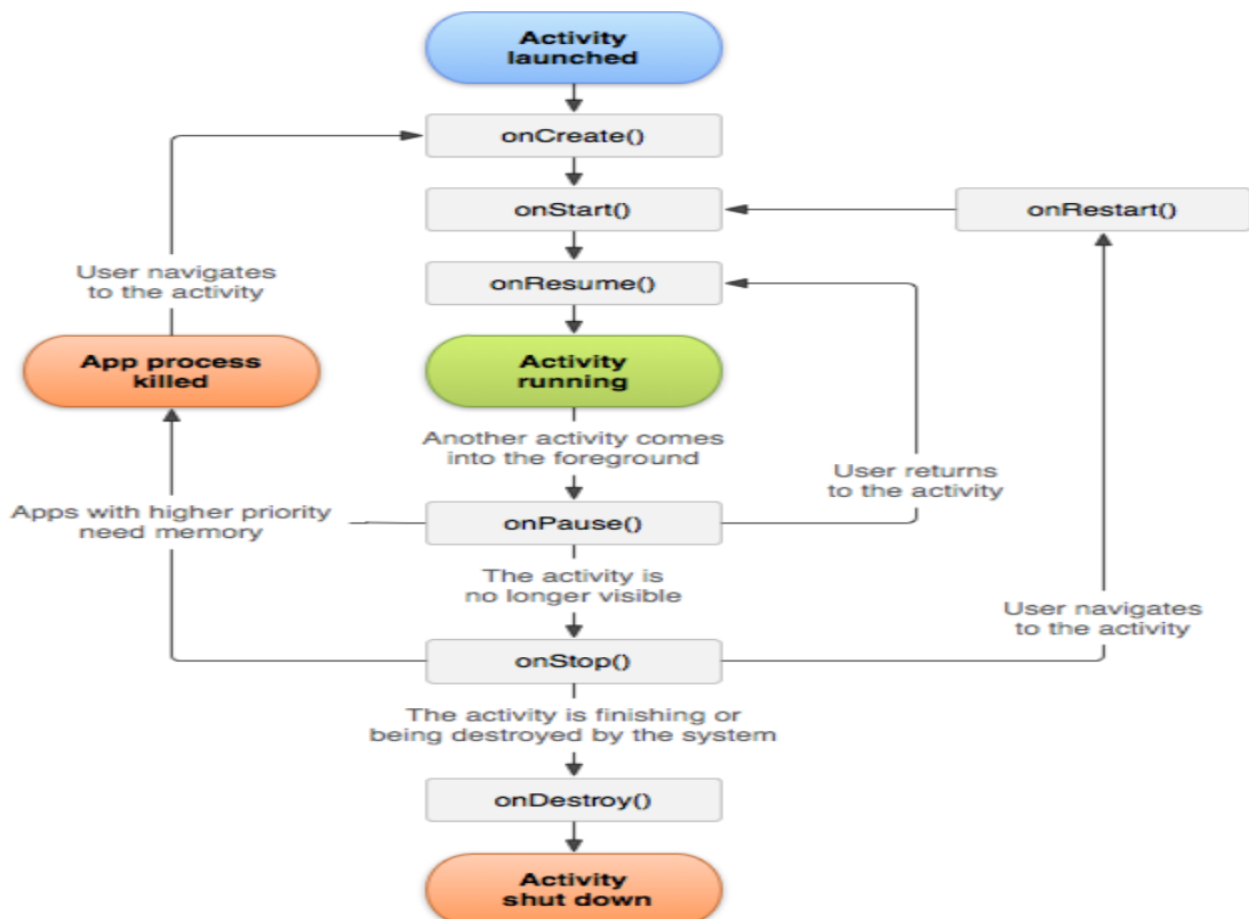 Activity
launched
onCreate()
onStart()
onRestart()
User navigates
to the activity
onResume()
App process
killed
Activity
running
Another activity comes
into the foreground
User returns
to the activity
Apps with higher priority
need memory
onPause()
The activity is
no longer visible
User navigates
to the activity
onStop()
The activity is finishing or
being destroyed by the system
onDestroy()
Activity
shut down